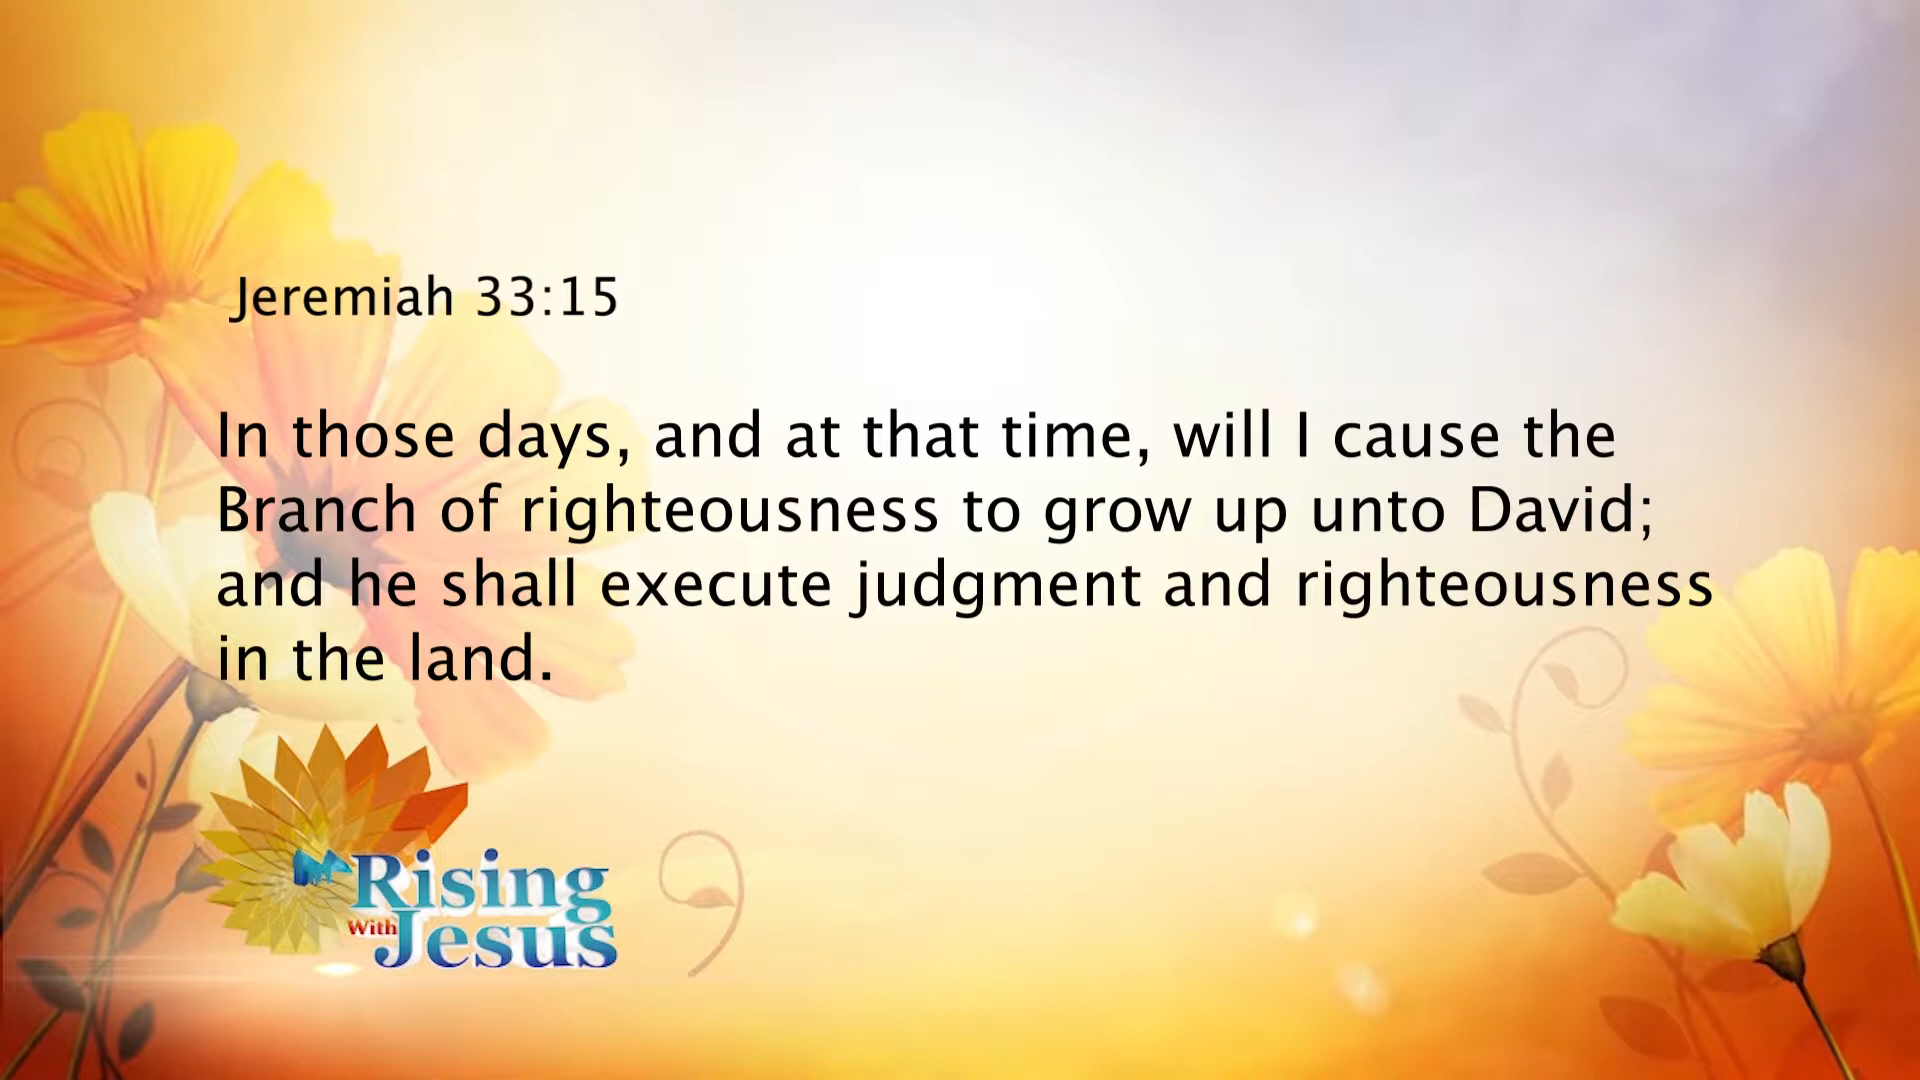 Jeremiah 33:15
In those days, and at that time, will I cause the
Branch of righteousness to grow up unto David;
and he shall execute judgment and righteousness
in the land.
Rising
With Jesus